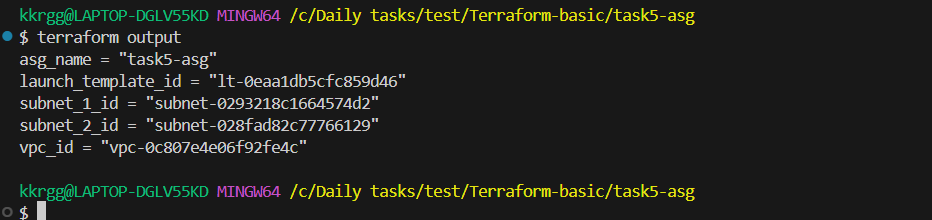 kkrgg@LAPTOP-DGLV55KD MINGW64 /c/Daily tasks/test/Terraform-basic/task5-asg
$ terraform output
asg_name = "task5-asg"
launch_template_id = "lt-0eaa1db5cfc859d46"
subnet_1_id = "subnet-0293218c1664574d2"
subnet_2_id = "subnet-028fad82c77766129"
vpc_id = "vpc-0c807e4e06f92fe4c"
kkrgg@LAPTOP-DGLV55KD MINGW64 /c/Daily tasks/test/Terraform-basic/task5-asg
$